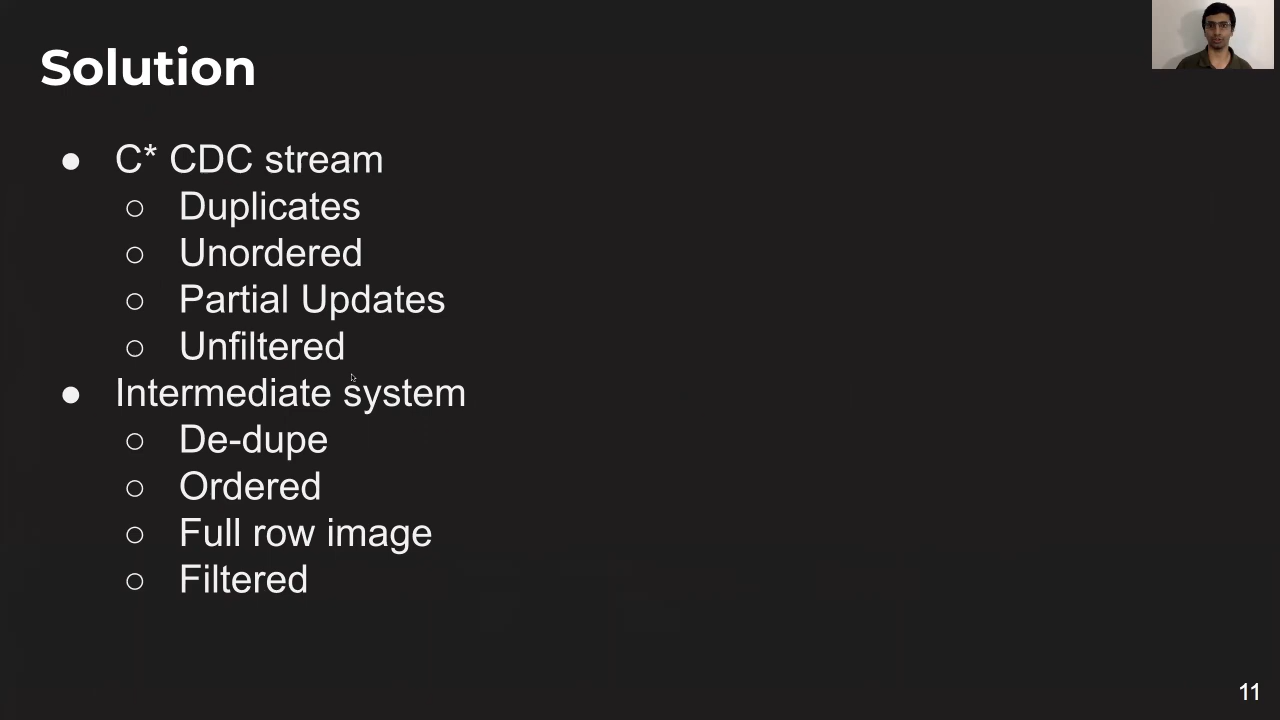 Solution
● C* CDC stream
○ Duplicates
○ Unordered
○ Partial Updates
○ Unfiltered
● Intermediate system
○ De-dupe
○ Ordered
○ Full row image
○ Filtered
11